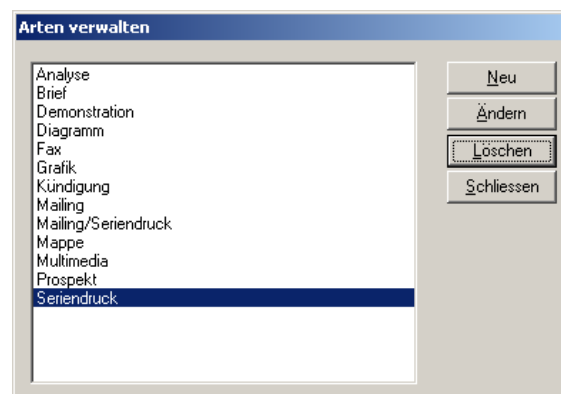 Arten verwalten
Analyse
Brief
Demonstration
Diagramm
Fax
Grafik
Kündigung
Mailing
Mailing/Seriendruck
Mappe
Multimedia
Prospekt
Seriendruck
Neu
Ändern
Löschen
Schliessen